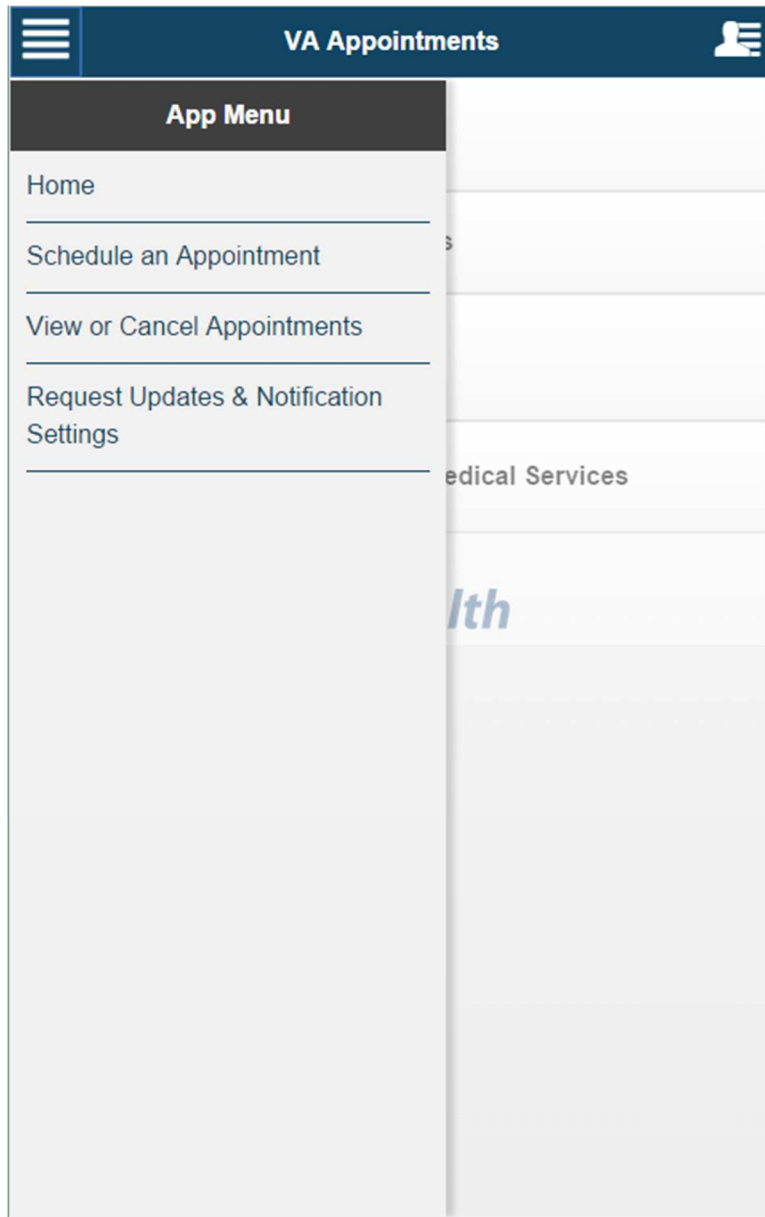 VA Appointments
App Menu
Home
Schedule an Appointment
s
View or Cancel Appointments
Request Updates & Notification
Settings
edical Services
lth